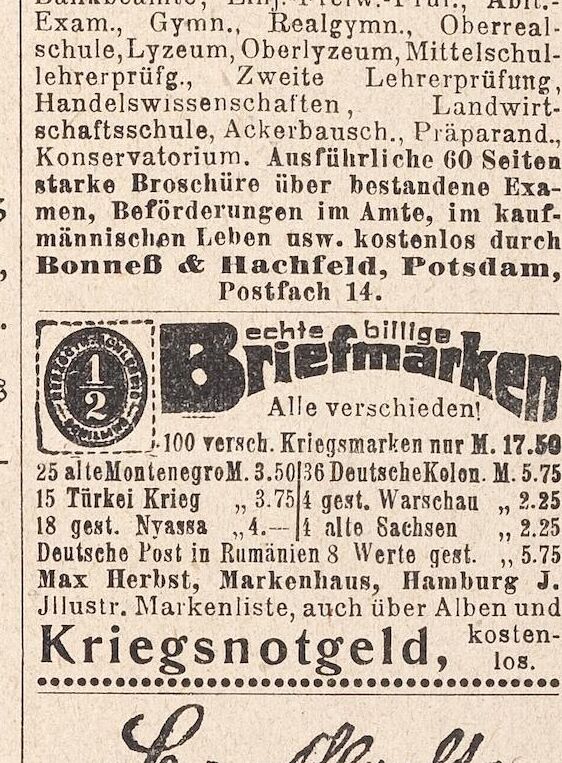 Exam., Gymn., Realgymn., Oberreal-
schule, Lyzeum, Oberlyzeum, Mittelschul-
lehrerprüfg., Zweite Lehrerprüfung,
Handelswissenschaften, Landwirt-
schaftsschule, Ackerbausch., Präparand.,
Konservatorium. Ausführliche 60 Seiten
starke Broschüre über bestandene Exa-
men, Beförderungen im Amte, im kauf-
männischen Leben usw. kostenlos durch
Bonneß & Hachfeld, Potsdam,
Postfach 14.
echte billige
Briefmarken
1/2
Alle verschieden!
100 versch. Kriegsmarken nur M. 17.50
25 alte Montenegro M. 3.50 36 Deutsche Kolon. M. 5.75
15 Türkei Krieg „ 3.75 4 gest. Warschau „ 2.25
18 gest. Nyassa „ 4.— 4 alte Sachsen „ 2.25
Deutsche Post in Rumänien 8 Werte gest. „ 5.75
Max Herbst, Markenhaus, Hamburg J.
Jllustr. Markenliste, auch über Alben und
Kriegsnotgeld, kosten-
los.